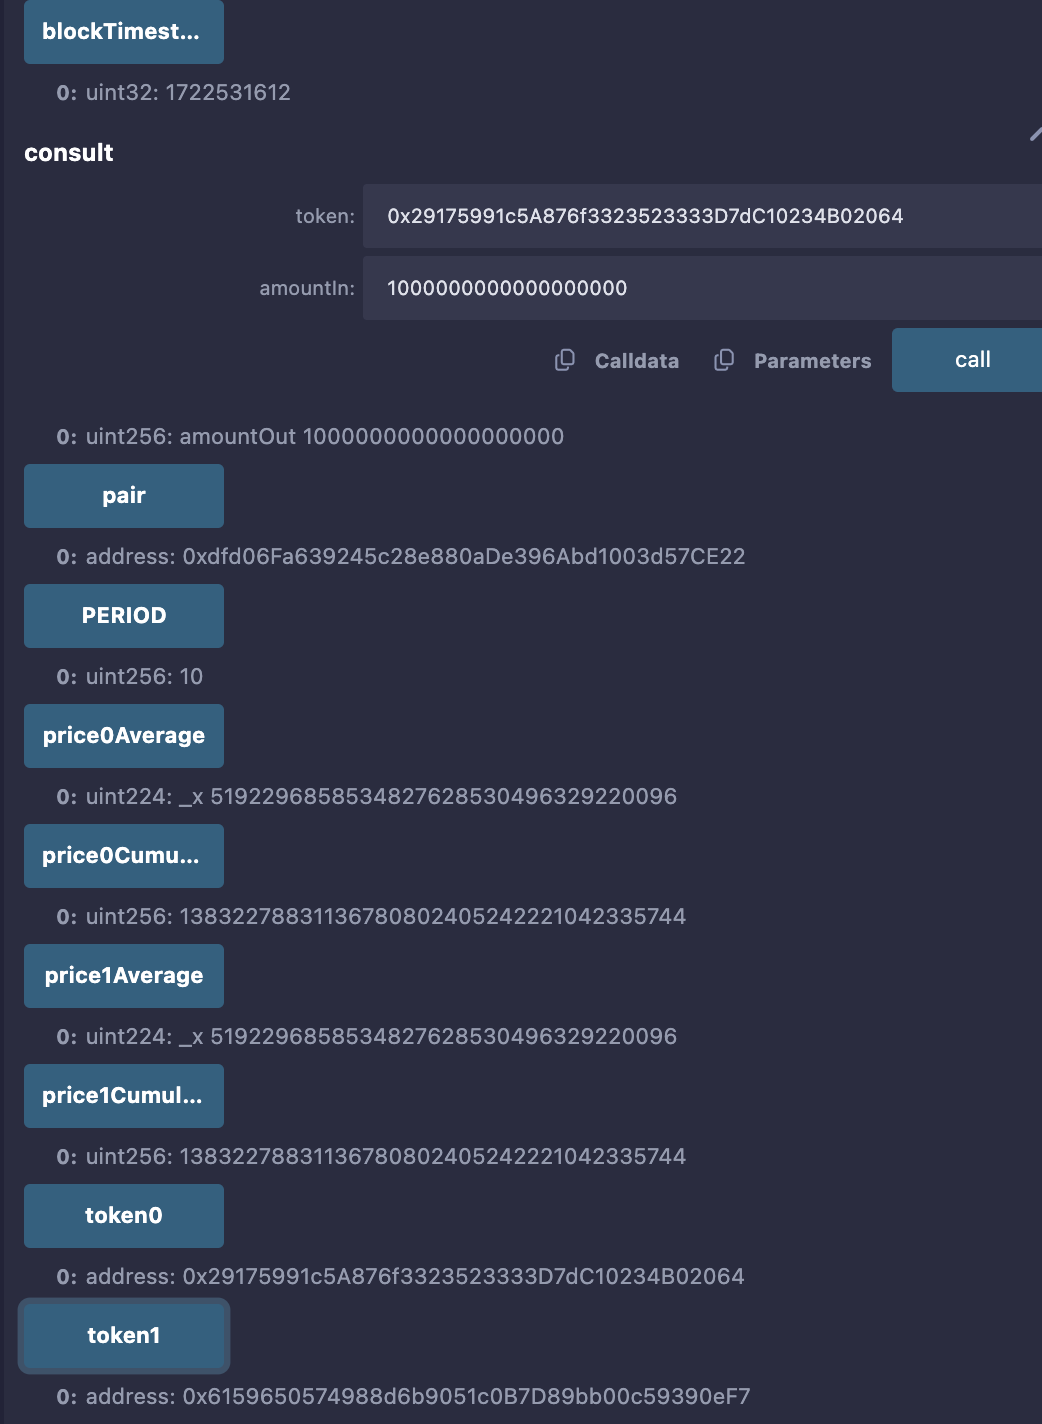 blockTimest...
0: uint32: 1722531612
consult
token: 0x29175991c5A876f3323523333D7dC10234B02064
amountIn: 1000000000000000000
Calldata Parameters call
0: uint256: amountOut 1000000000000000000
pair
0: address: 0xdfd06Fa639245c28e880aDe396Abd1003d57CE22
PERIOD
0: uint256: 10
price0Average
0: uint224: _x 5192296858534827628530496329220096
price0Cumu...
0: uint256: 1383227883113678080240524222104233​5744
price1Average
0: uint224: _x 5192296858534827628530496329220096
price1Cumul...
0: uint256: 13832278831136780802405242221042335744
token0
0: address: 0x29175991c5A876f3323523333D7dC10234B02064
token1
0: address: 0x6159650574988d6b9051c0B7D89bb00c59390eF7